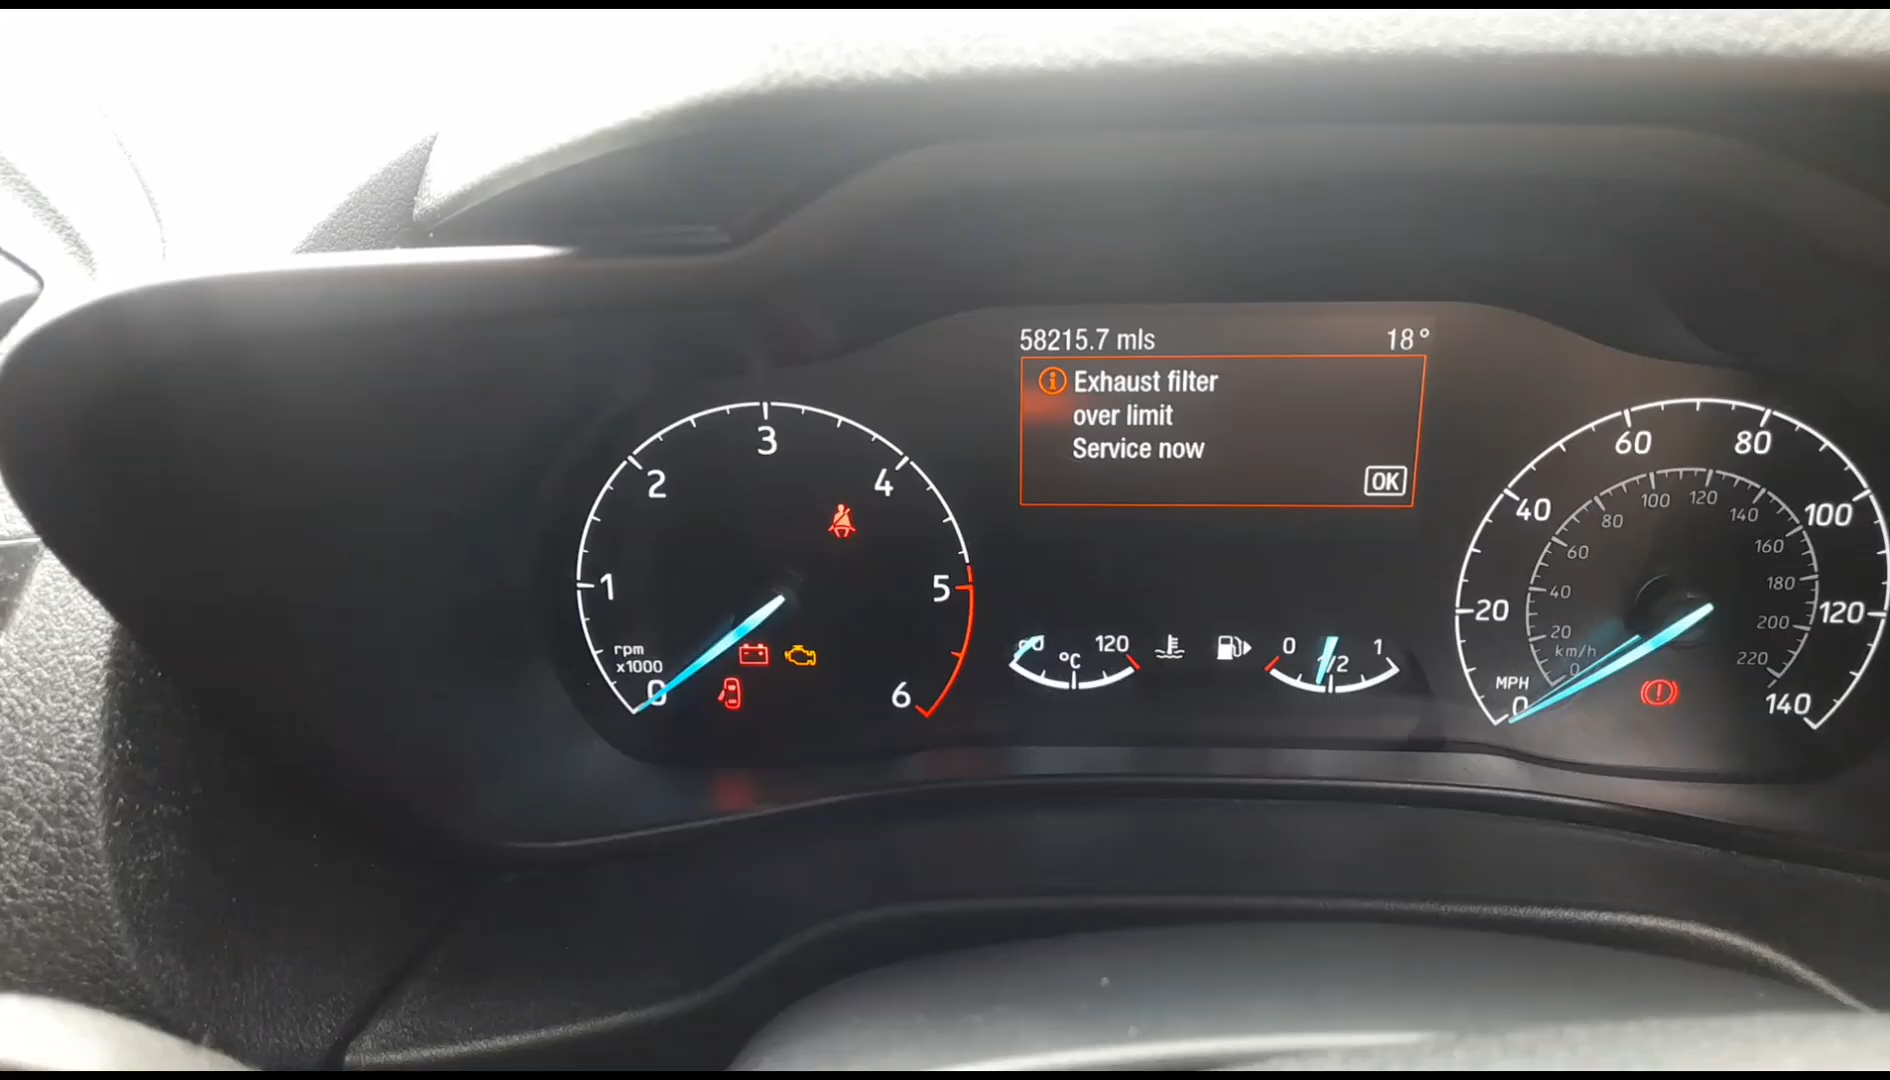 58215.7 mls 18°
Exhaust filter
over limit
Service now
OK
0 1 2 3 4 5 6
rpm
x1000
120
°C
0 1/2 1
0 20 40 60 80 100 120 140
MPH
0 20 40 60 80 100 120 140 160 180 200 220
km/h